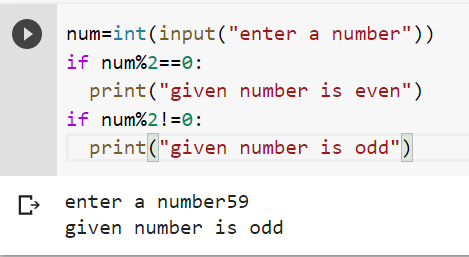 num=int(input("enter a number"))
if num%2==0:
  print("given number is even")
if num%2!=0:
  print("given number is odd")
enter a number59
given number is odd